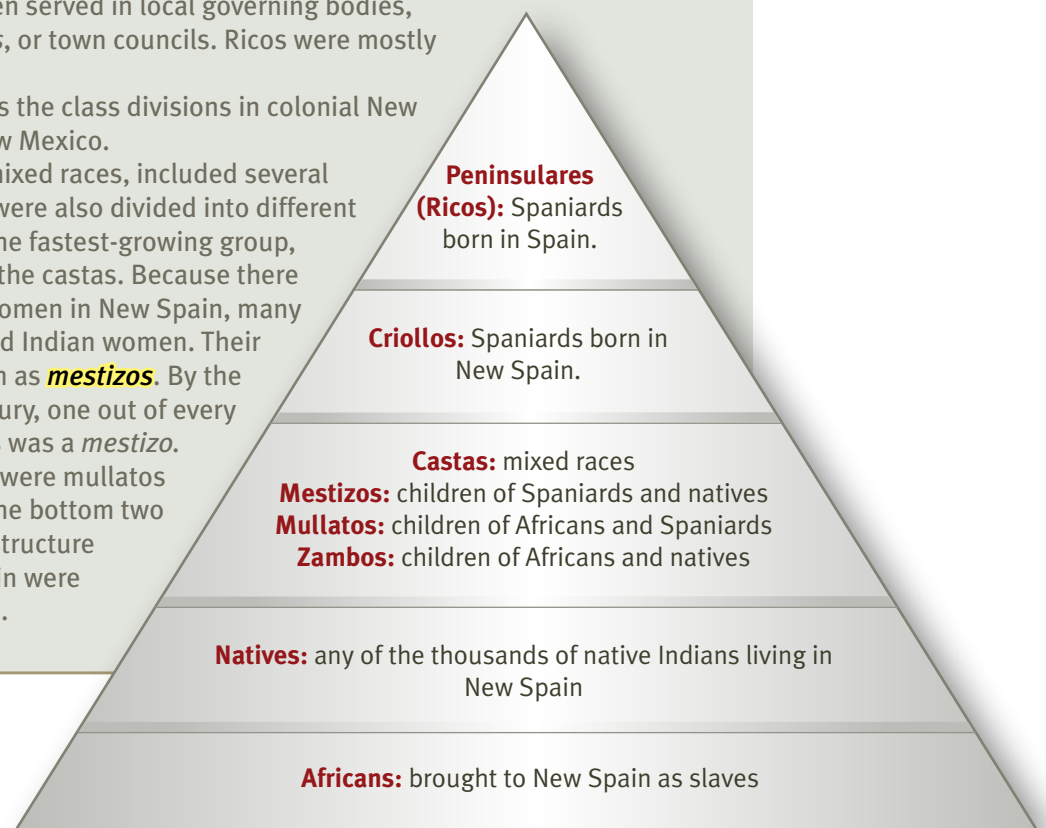 en served in local governing bodies,
s, or town councils. Ricos were mostly
s the class divisions in colonial New
w Mexico.
mixed races, included several
were also divided into different
he fastest-growing group,
the castas. Because there
omen in New Spain, many
d Indian women. Their
n as mestizos. By the
ury, one out of every
s was a mestizo.
were mullatos
he bottom two
structure
in were
.
Peninsulares
(Ricos): Spaniards
born in Spain.
Criollos: Spaniards born in
New Spain.
Castas: mixed races
Mestizos: children of Spaniards and natives
Mullatos: children of Africans and Spaniards
Zambos: children of Africans and natives
Natives: any of the thousands of native Indians living in
New Spain
Africans: brought to New Spain as slaves